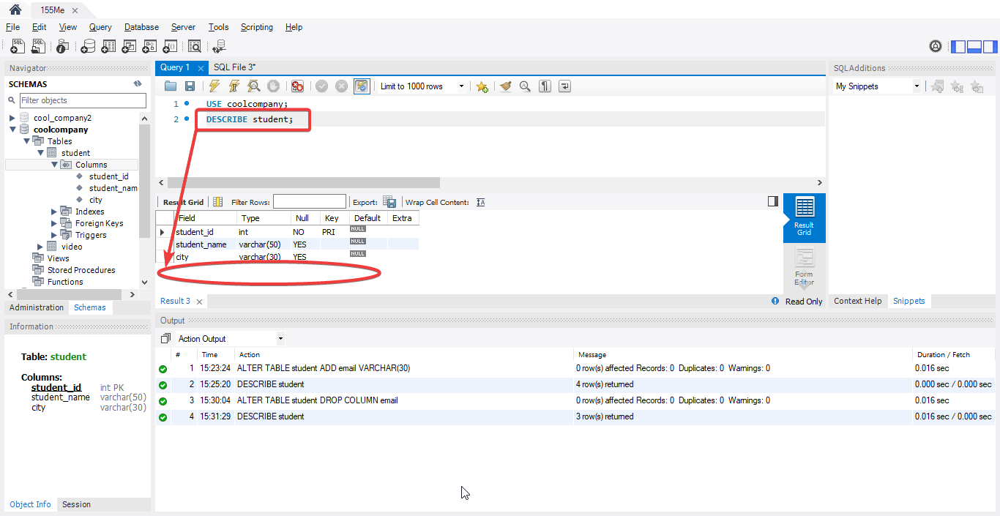 155Me
File Edit View Query Database Server Tools Scripting Help
Navigator
SCHEMAS
Filter objects
cool_company2
coolcompany
Tables
student
Columns
student_id
student_nam
city
Indexes
Foreign Keys
Triggers
video
Views
Stored Procedures
Functions
Administration Schemas
Information
Table: student
Columns:
student_id int PK
student_name varchar(50)
city varchar(30)
Object Info Session
Query 1 SQL File 3*
Limit to 1000 rows
1 USE coolcompany;
2 DESCRIBE student;
Result Grid Filter Rows: Export: Wrap Cell Content:
Field Type Null Key Default Extra
student_id int NO PRI NULL
student_name varchar(50) YES NULL
city varchar(30) YES NULL
Result Grid
Form Editor
Result 3 Read Only
SQLAdditions
My Snippets
Context Help Snippets
Output
Action Output
# Time Action Message Duration / Fetch
1 15:23:24 ALTER TABLE student ADD email VARCHAR(30) 0 row(s) affected Records: 0 Duplicates: 0 Warnings: 0 0.016 sec
2 15:25:20 DESCRIBE student 4 row(s) returned 0.000 sec / 0.000 sec
3 15:30:04 ALTER TABLE student DROP COLUMN email 0 row(s) affected Records: 0 Duplicates: 0 Warnings: 0 0.016 sec
4 15:31:29 DESCRIBE student 3 row(s) returned 0.016 sec / 0.000 sec